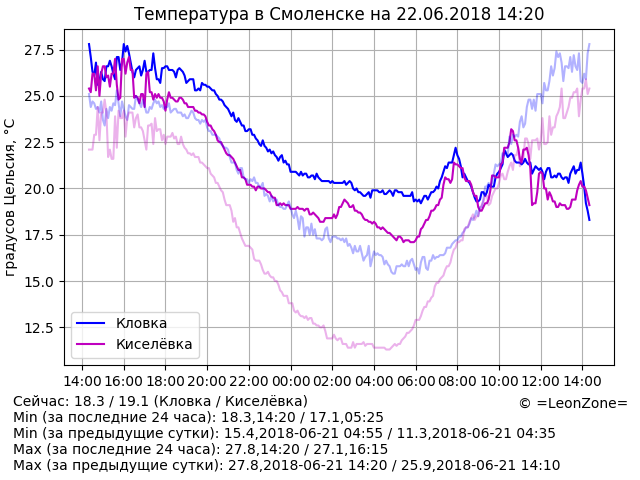 Температура в Смоленске на 22.06.2018 14:20
градусов Цельсия, °C
27.5
25.0
22.5
20.0
17.5
15.0
12.5
Кловка
Киселёвка
14:00 16:00 18:00 20:00 22:00 00:00 02:00 04:00 06:00 08:00 10:00 12:00 14:00
Сейчас: 18.3 / 19.1 (Кловка / Киселёвка)
© =LeonZone=
Min (за последние 24 часа): 18.3,14:20 / 17.1,05:25
Min (за предыдущие сутки): 15.4,2018-06-21 04:55 / 11.3,2018-06-21 04:35
Max (за последние 24 часа): 27.8,14:20 / 27.1,16:15
Max (за предыдущие сутки): 27.8,2018-06-21 14:20 / 25.9,2018-06-21 14:10